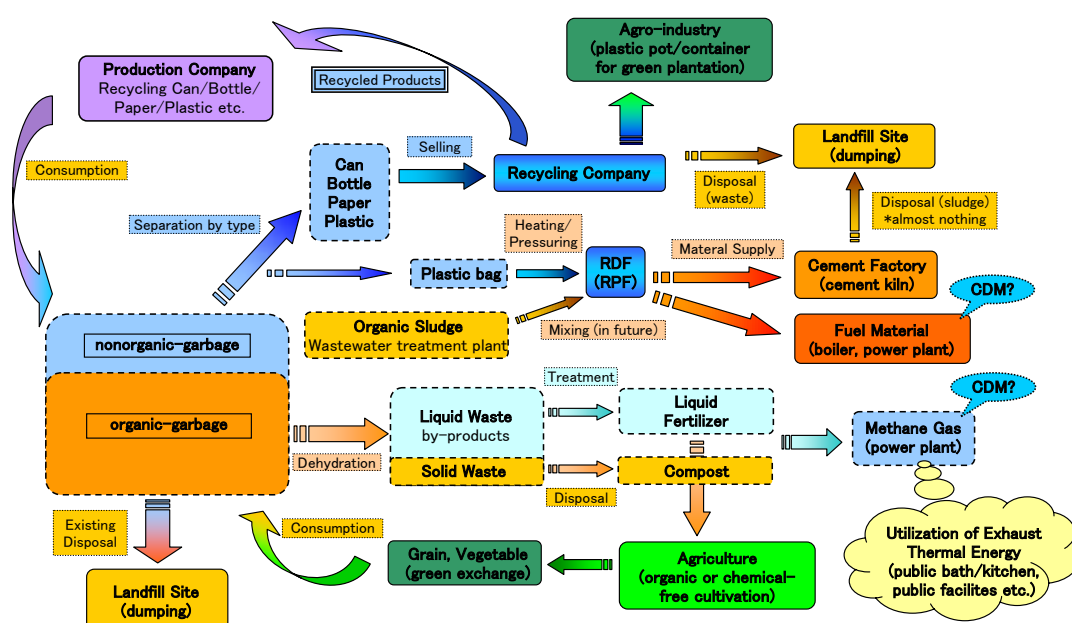 Agro-industry
(plastic pot/container
for green plantation)
Production Company
Recycling Can/Bottle/
Paper/Plastic etc.
Recycled Products
Consumption
Selling
Can
Bottle
Paper
Plastic
Recycling Company
Landfill Site
(dumping)
Disposal
(waste)
Disposal (sludge)
*almost nothing
Separation by type
Heating/
Pressuring
Plastic bag
RDF
(RPF)
Materal Supply
Cement Factory
(cement kiln)
CDM?
Organic Sludge
Wastewater treatment plant
Mixing (in future)
Fuel Material
(boiler, power plant)
nonorganic-garbage
organic-garbage
Treatment
CDM?
Liquid Waste
by-products
Liquid
Fertilizer
Methane Gas
(power plant)
Dehydration
Solid Waste
Compost
Disposal
Existing
Disposal
Consumption
Grain, Vegetable
(green exchange)
Agriculture
(organic or chemical-
free cultivation)
Utilization of Exhaust
Thermal Energy
(public bath/kitchen,
public facilites etc.)
Landfill Site
(dumping)